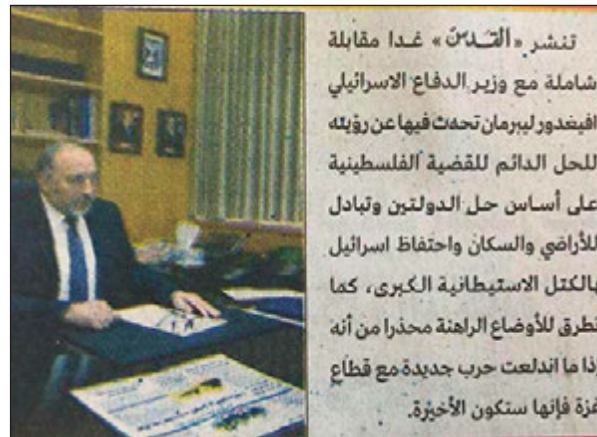 تنشر «القدس» غدا مقابلة
شاملة مع وزير الدفاع الاسرائيلي
افيغدور ليبرمان تحدث فيها عن رؤيته
للحل الدائم للقضية الفلسطينية
على أساس حل الدولتين وتبادل
للأراضي والسكان واحتفاظ اسرائيل
بالكتل الاستيطانية الكبرى، كما
تطرق للأوضاع الراهنة محذرا من أنه
إذا ما اندلعت حرب جديدة مع قطاع
غزة فإنها ستكون الأخيرة.